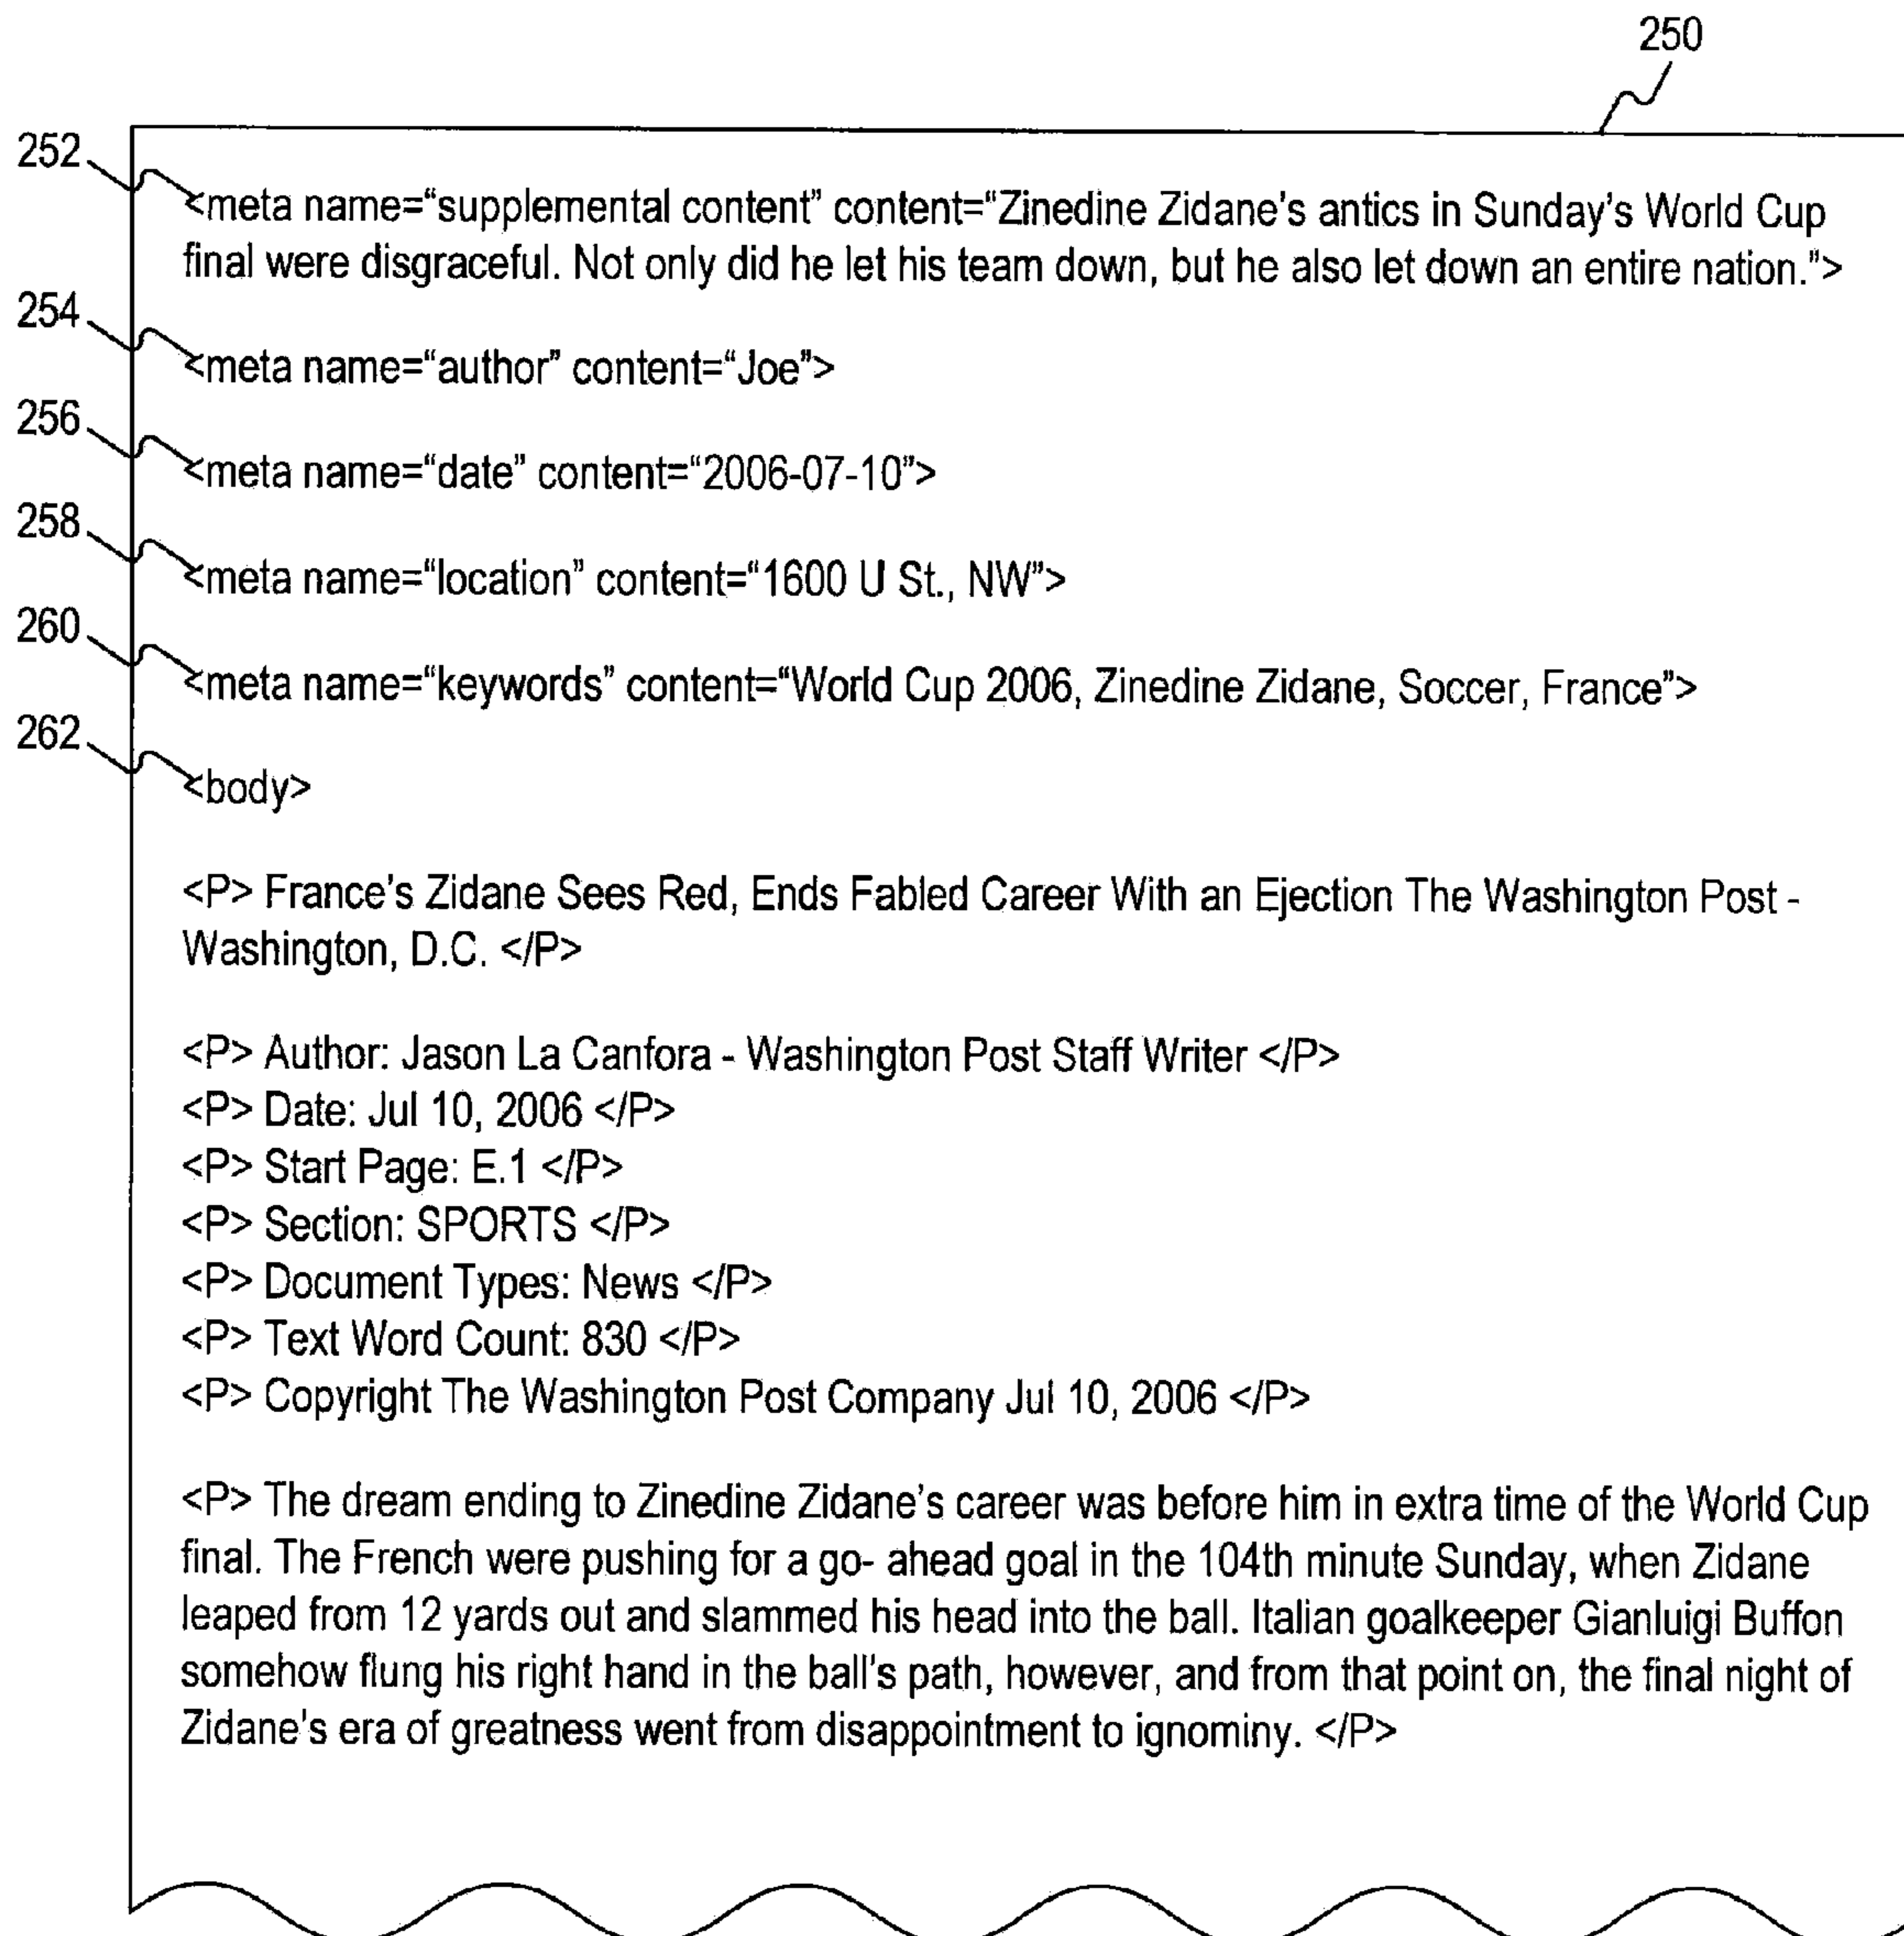 250
252
<meta name=“supplemental content” content=“Zinedine Zidane's antics in Sunday's World Cup
final were disgraceful. Not only did he let his team down, but he also let down an entire nation.”>
254
<meta name=“author” content=“Joe”>
256
<meta name=“date” content=“2006-07-10”>
258
<meta name=“location” content=“1600 U St., NW”>
260
<meta name=“keywords” content=“World Cup 2006, Zinedine Zidane, Soccer, France”>
262
<body>
<P> France's Zidane Sees Red, Ends Fabled Career With an Ejection The Washington Post -
Washington, D.C. </P>
<P> Author: Jason La Canfora - Washington Post Staff Writer </P>
<P> Date: Jul 10, 2006 </P>
<P> Start Page: E.1 </P>
<P> Section: SPORTS </P>
<P> Document Types: News </P>
<P> Text Word Count: 830 </P>
<P> Copyright The Washington Post Company Jul 10, 2006 </P>
<P> The dream ending to Zinedine Zidane's career was before him in extra time of the World Cup
final. The French were pushing for a go- ahead goal in the 104th minute Sunday, when Zidane
leaped from 12 yards out and slammed his head into the ball. Italian goalkeeper Gianluigi Buffon
somehow flung his right hand in the ball's path, however, and from that point on, the final night of
Zidane's era of greatness went from disappointment to ignominy. </P>